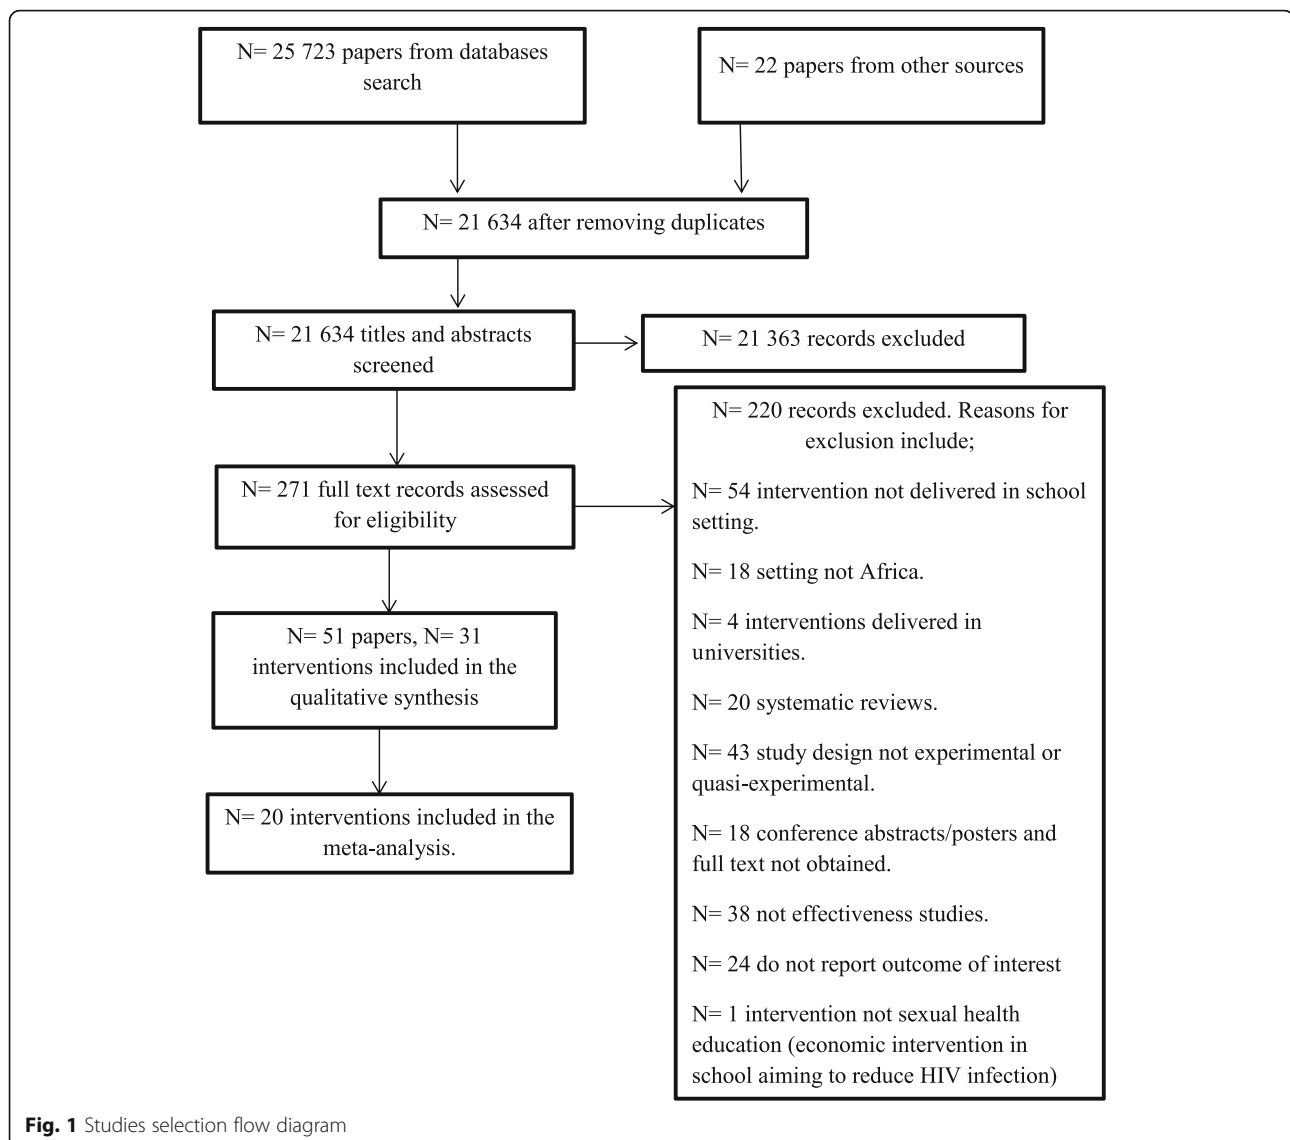 N= 25 723 papers from databases
search
N= 22 papers from other sources
N= 21 634 after removing duplicates
N= 21 634 titles and abstracts
screened
N= 21 363 records excluded
N= 271 full text records assessed
for eligibility
N= 220 records excluded. Reasons for
exclusion include;
N= 54 intervention not delivered in school
setting.
N= 18 setting not Africa.
N= 4 interventions delivered in
universities.
N= 20 systematic reviews.
N= 43 study design not experimental or
quasi-experimental.
N= 18 conference abstracts/posters and
full text not obtained.
N= 38 not effectiveness studies.
N= 24 do not report outcome of interest
N= 1 intervention not sexual health
education (economic intervention in
school aiming to reduce HIV infection)
N= 51 papers, N= 31
interventions included in the
qualitative synthesis
N= 20 interventions included in the
meta-analysis.
Fig. 1 Studies selection flow diagram